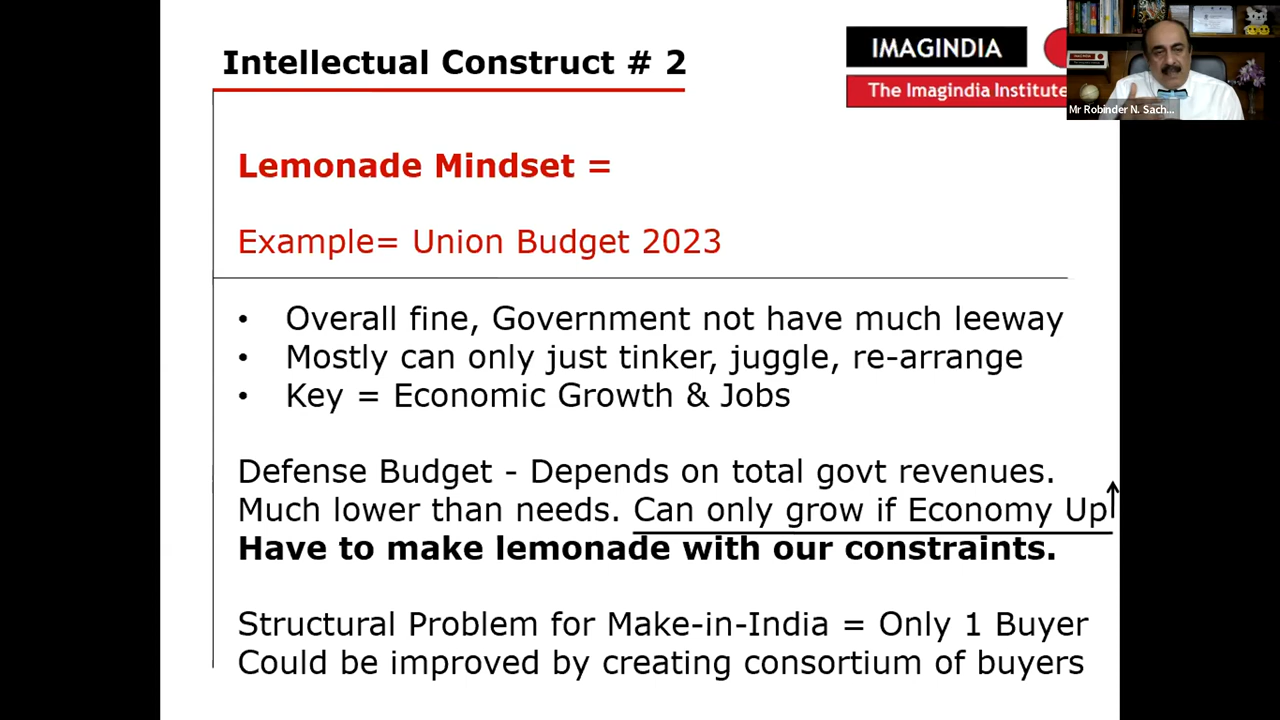 Intellectual Construct # 2
IMAGINDIA
The Imagindia Institute
Mr Robinder N. Sach...
Lemonade Mindset =
Example= Union Budget 2023
• Overall fine, Government not have much leeway
• Mostly can only just tinker, juggle, re-arrange
• Key = Economic Growth & Jobs
Defense Budget - Depends on total govt revenues.
Much lower than needs. Can only grow if Economy Up
Have to make lemonade with our constraints.
Structural Problem for Make-in-India = Only 1 Buyer
Could be improved by creating consortium of buyers